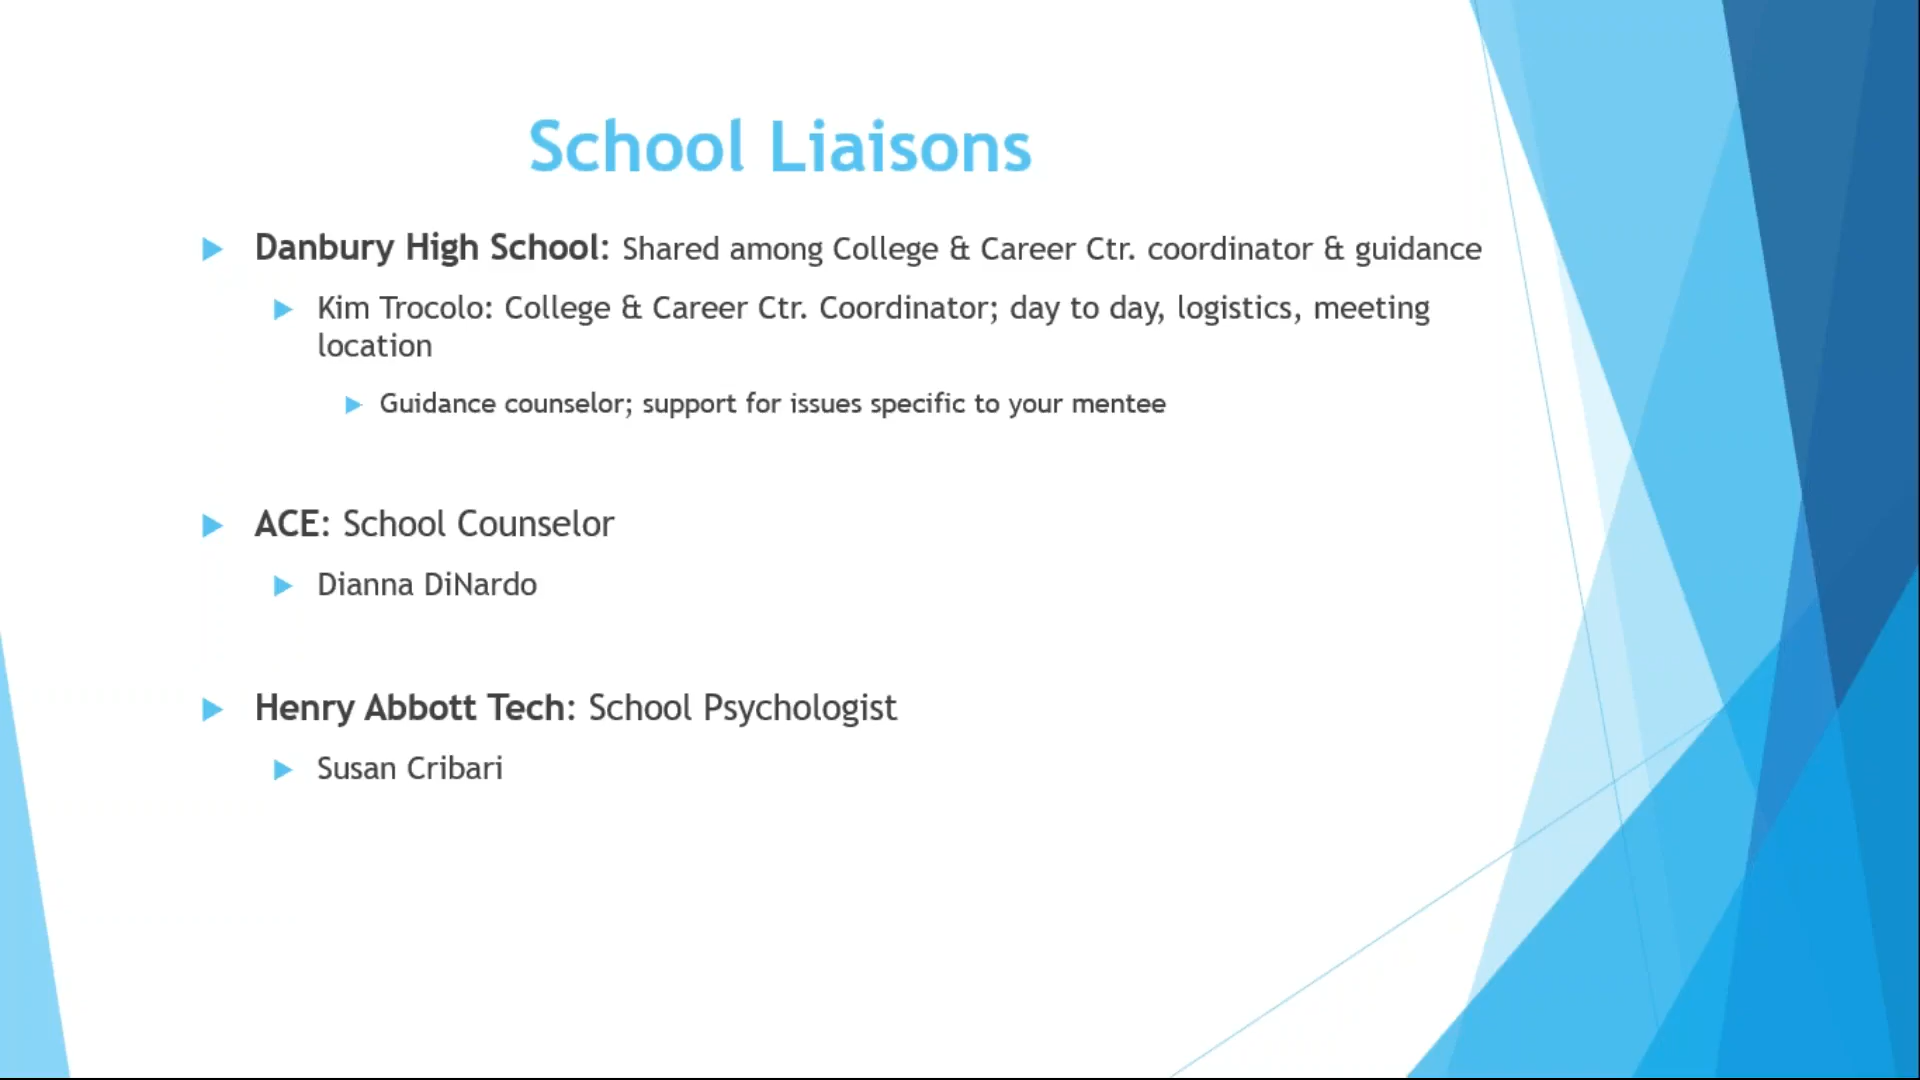 School Liaisons
Danbury High School: Shared among College & Career Ctr. coordinator & guidance
Kim Trocolo: College & Career Ctr. Coordinator; day to day, logistics, meeting
location
Guidance counselor; support for issues specific to your mentee
ACE: School Counselor
Dianna DiNardo
Henry Abbott Tech: School Psychologist
Susan Cribari